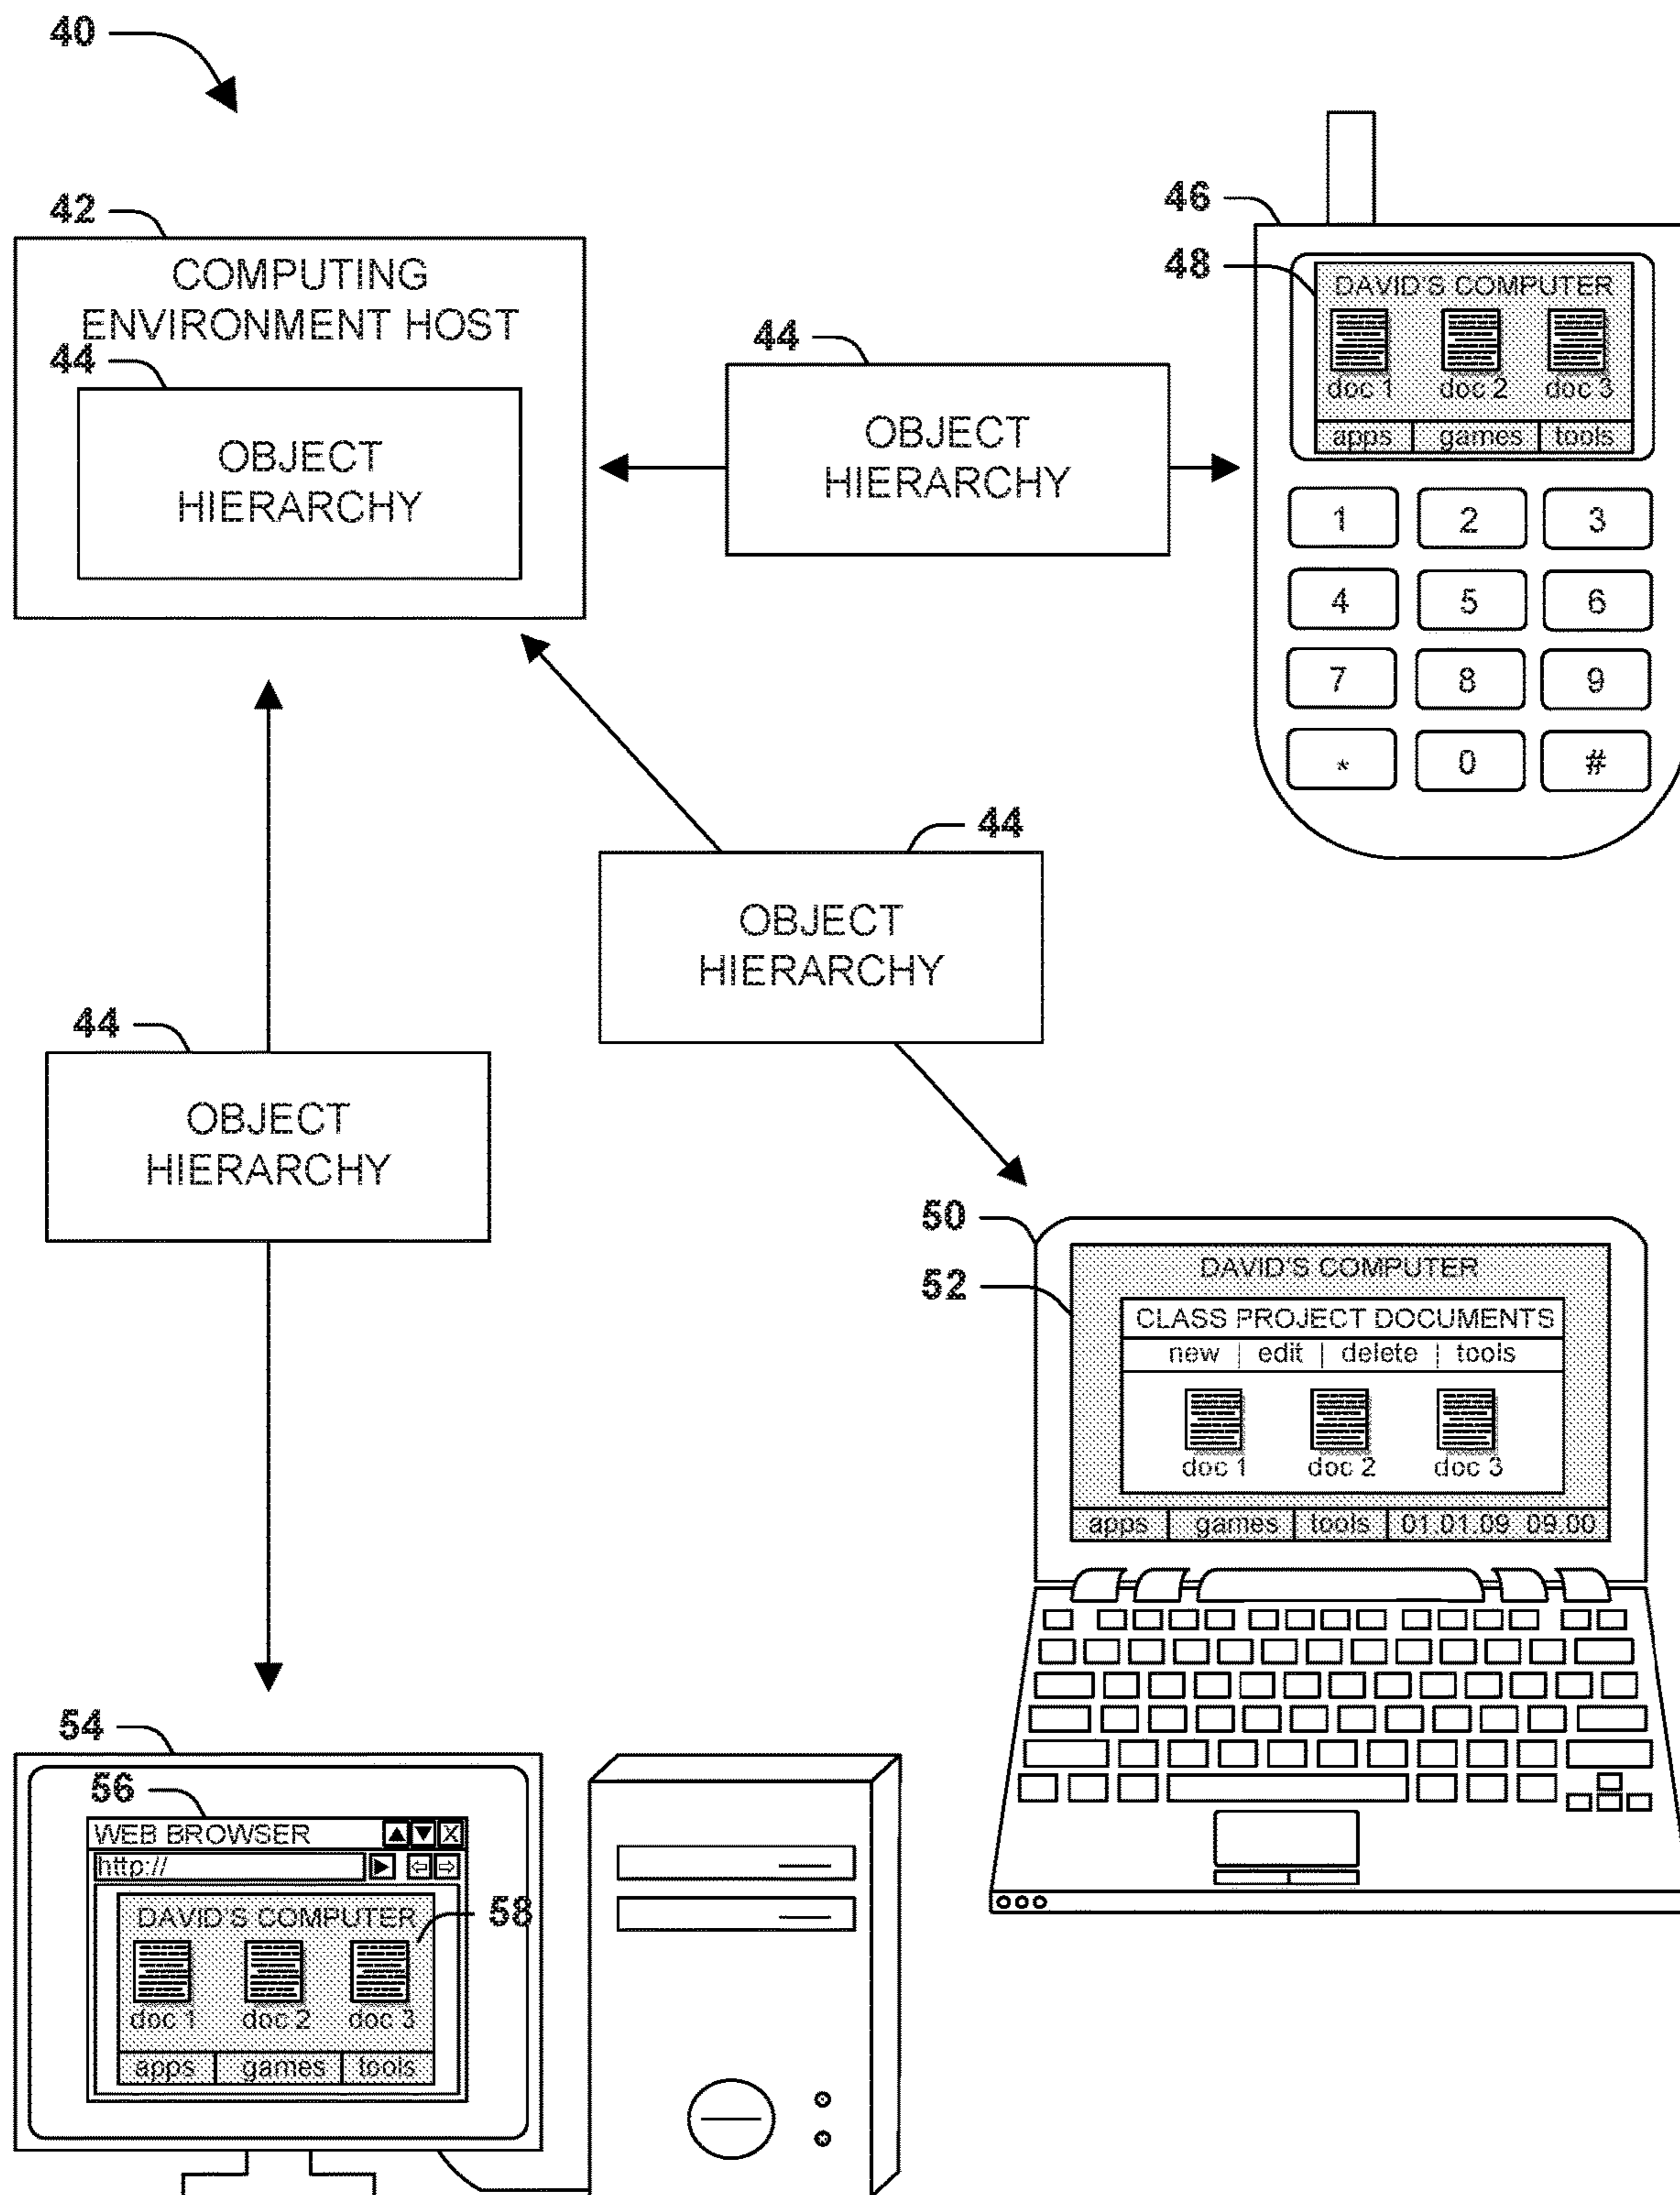 40
42
COMPUTING
ENVIRONMENT HOST
44
OBJECT
HIERARCHY
44
OBJECT
HIERARCHY
46
48
DAVID'S COMPUTER
doc 1 doc 2 doc 3
apps games tools
1 2 3
4 5 6
7 8 9
* 0 #
44
OBJECT
HIERARCHY
44
OBJECT
HIERARCHY
50
52
DAVID'S COMPUTER
CLASS PROJECT DOCUMENTS
new | edit | delete | tools
doc 1 doc 2 doc 3
apps games tools 01.01.09 09:00
54
56
WEB BROWSER X
http://
58
DAVID'S COMPUTER
doc 1 doc 2 doc 3
apps games tools